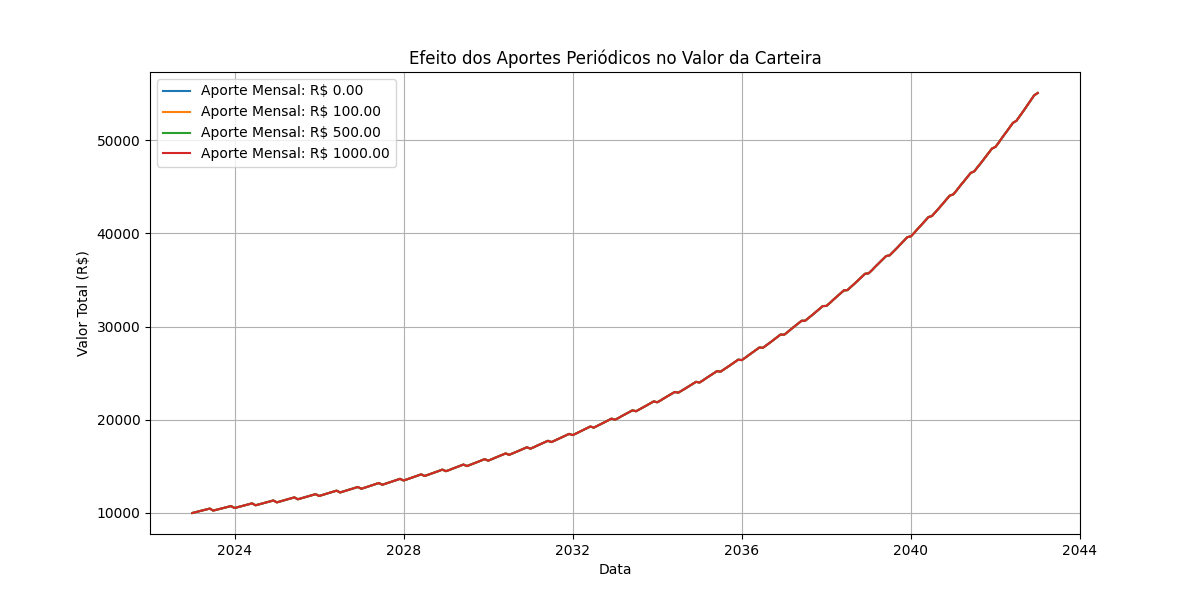 Efeito dos Aportes Periódicos no Valor da Carteira
Aporte Mensal: R$ 0.00
Aporte Mensal: R$ 100.00
Aporte Mensal: R$ 500.00
Aporte Mensal: R$ 1000.00
Valor Total (R$)
50000
40000
30000
20000
10000
2024 2028 2032 2036 2040 2044
Data